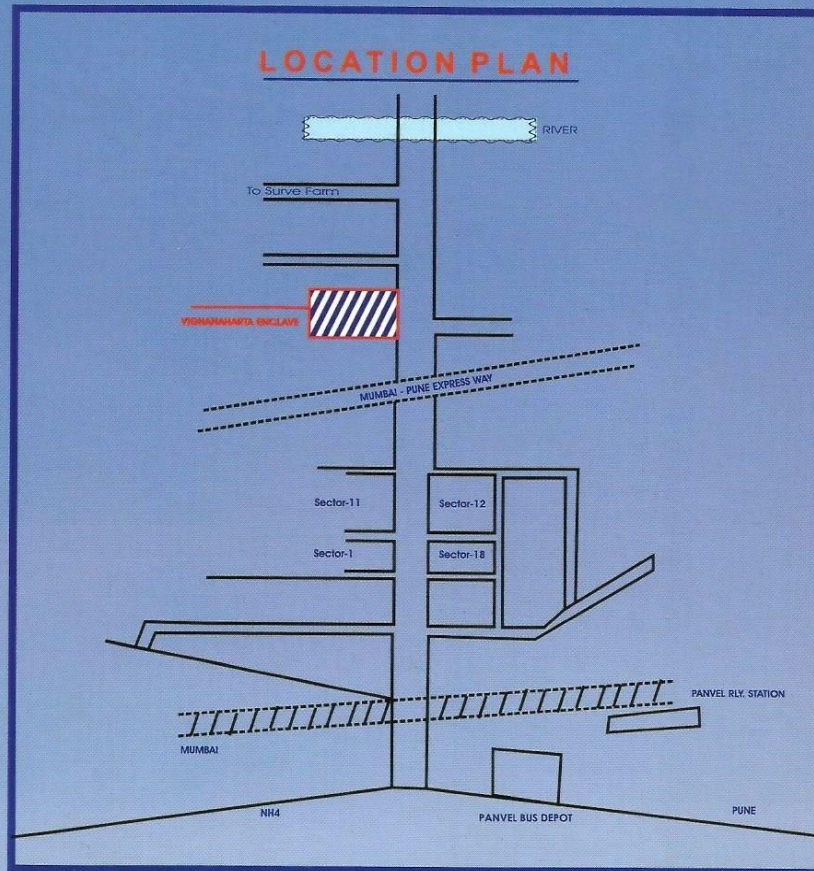 LOCATION PLAN
RIVER
To Surve Farm
VIGHANAHARTA ENCLAVE
MUMBAI - PUNE EXPRESS WAY
Sector-11
Sector-12
Sector-1
Sector-18
PANVEL RLY. STATION
MUMBAI
NH4
PANVEL BUS DEPOT
PUNE